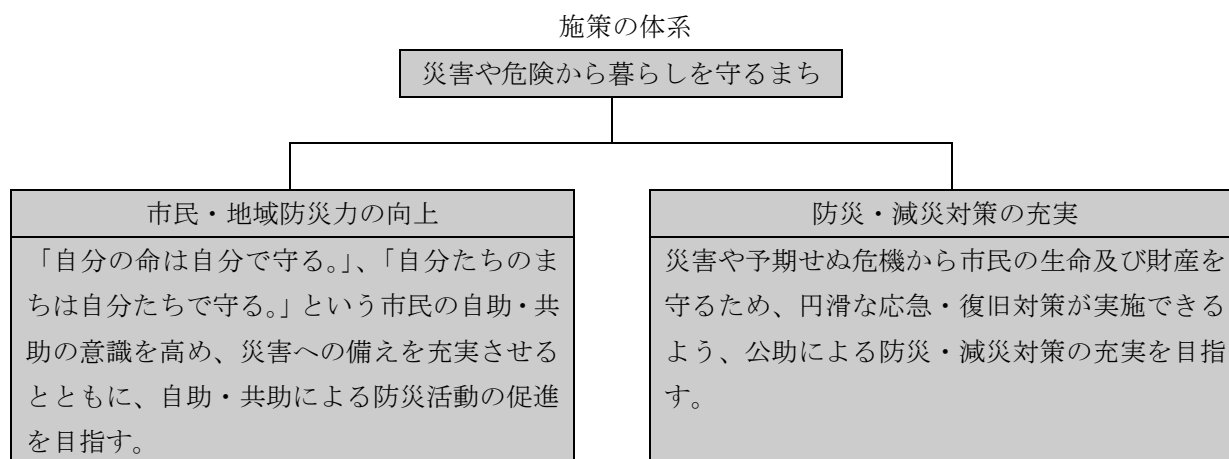 施策の体系
災害や危険から暮らしを守るまち
市民・地域防災力の向上
「自分の命は自分で守る。」、「自分たちのま
ちは自分たちで守る。」という市民の自助・共
助の意識を高め、災害への備えを充実させる
とともに、自助・共助による防災活動の促進
を目指す。
防災・減災対策の充実
災害や予期せぬ危機から市民の生命及び財産を
守るため、円滑な応急・復旧対策が実施できる
よう、公助による防災・減災対策の充実を目指
す。